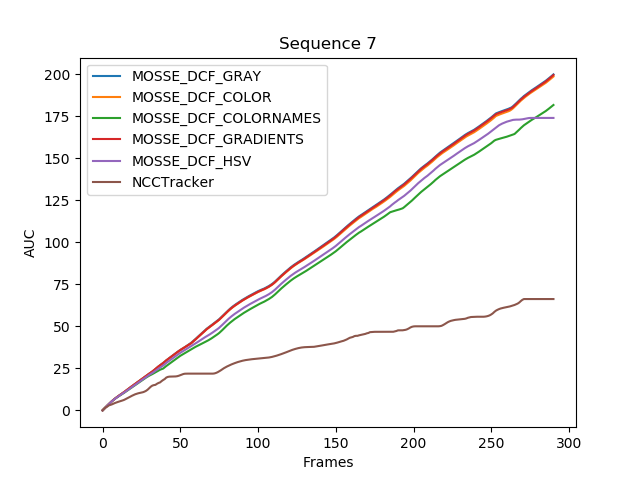 Sequence 7
MOSSE_DCF_GRAY
MOSSE_DCF_COLOR
MOSSE_DCF_COLORNAMES
MOSSE_DCF_GRADIENTS
MOSSE_DCF_HSV
NCCTracker
AUC
200
175
150
125
100
75
50
25
0
0 50 100 150 200 250 300
Frames